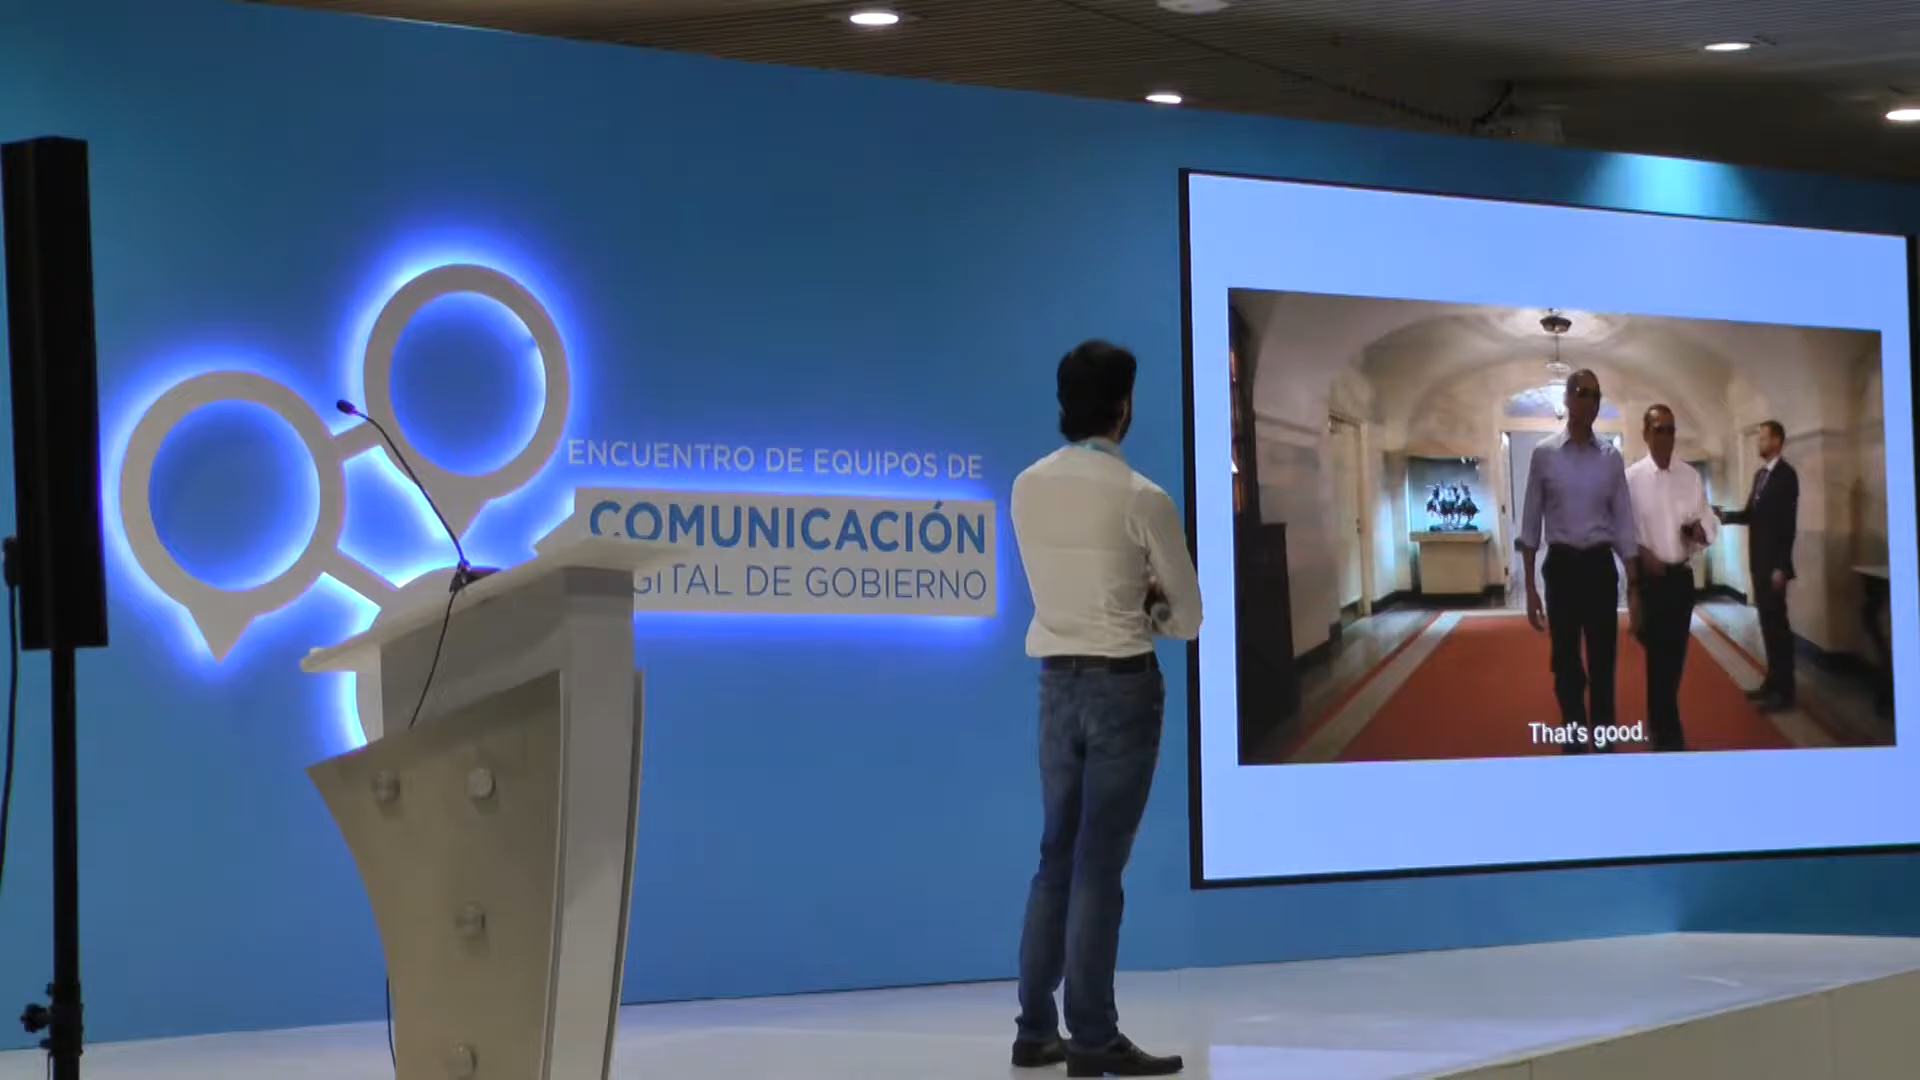 ENCUENTRO DE EQUIPOS DE
COMUNICACIÓN
GITAL DE GOBIERNO
That's good.